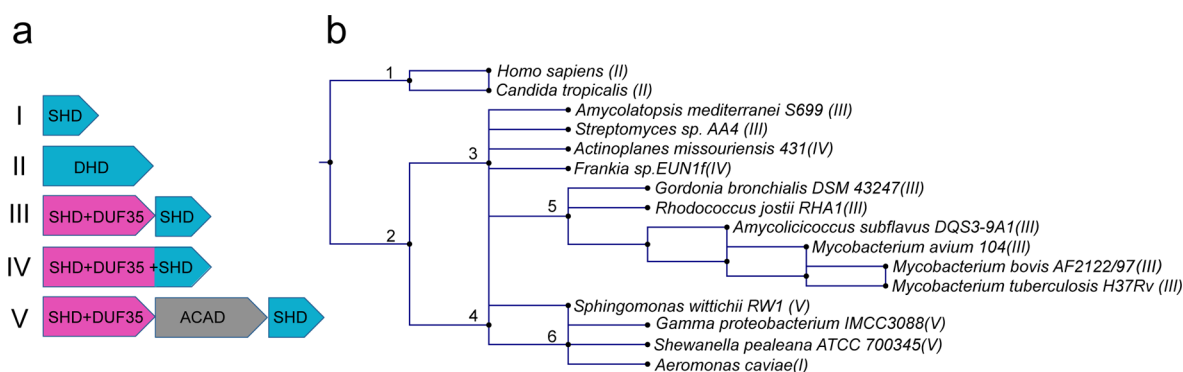 a
I
SHD
II
DHD
III
SHD+DUF35
SHD
IV
SHD+DUF35 +SHD
V
SHD+DUF35
ACAD
SHD
b
1
Homo sapiens (II)
Candida tropicalis (II)
Amycolatopsis mediterranei S699 (III)
Streptomyces sp. AA4 (III)
3
Actinoplanes missouriensis 431(IV)
Frankia sp.EUN1f(IV)
Gordonia bronchialis DSM 43247(III)
5
Rhodococcus jostii RHA1(III)
Amycolicicoccus subflavus DQS3-9A1(III)
2
Mycobacterium avium 104(III)
Mycobacterium bovis AF2122/97(III)
Mycobacterium tuberculosis H37Rv (III)
Sphingomonas wittichii RW1 (V)
4
Gamma proteobacterium IMCC3088(V)
6
Shewanella pealeana ATCC 700345(V)
Aeromonas caviae(I)